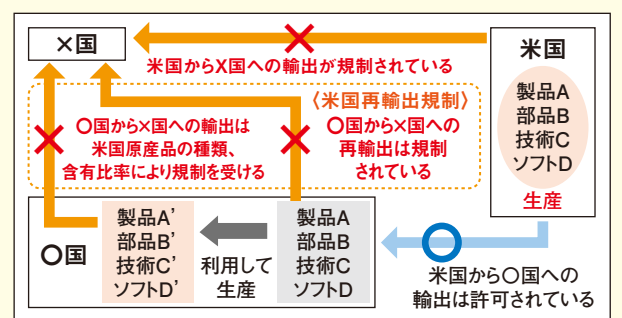 ×国
米国
米国からX国への輸出が規制されている
製品A
部品B
技術C
ソフトD
生産
〈米国再輸出規制〉
〇国から×国への輸出は
米国原産品の種類、
含有比率により規制を受ける
〇国から×国への
再輸出は規制
されている
〇国
製品A’
部品B’
技術C’
ソフトD’
利用して
生産
製品A
部品B
技術C
ソフトD
米国から〇国への
輸出は許可されている